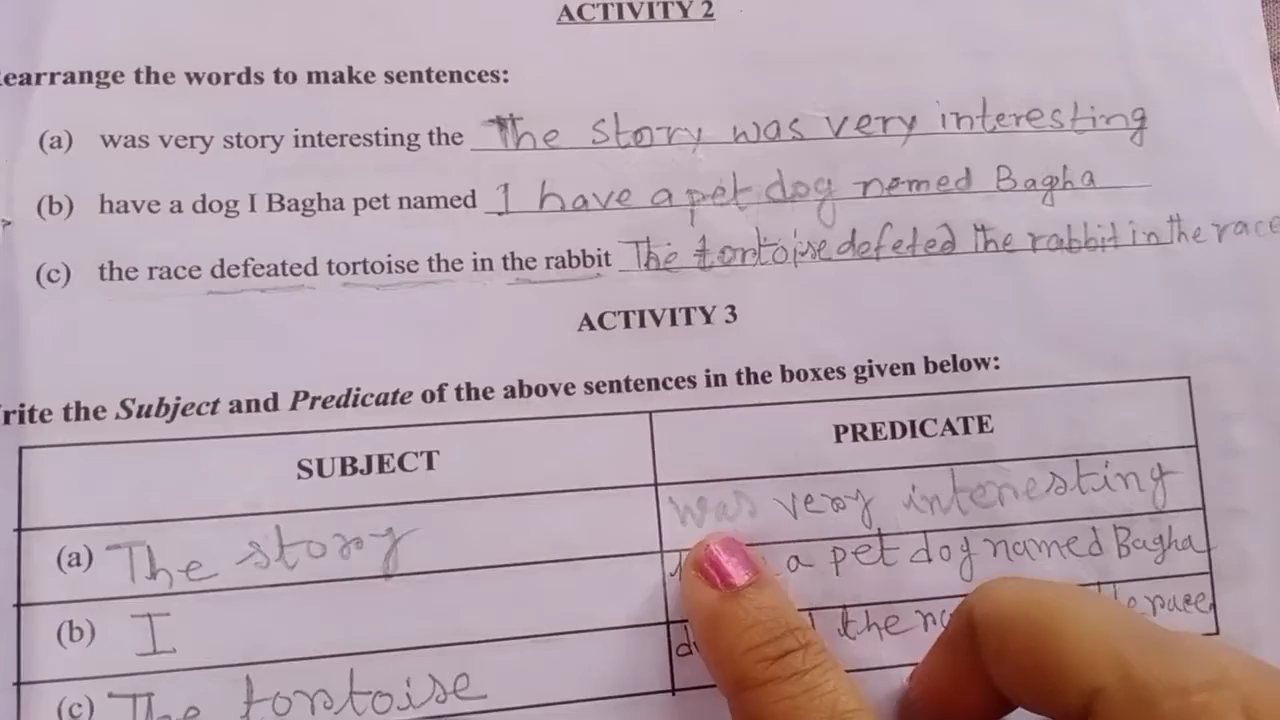 ACTIVITY 2
earrange the words to make sentences:
(a) was very story interesting the The story was very interesting
(b) have a dog I Bagha pet named I have a pet dog nemed Bagha
(c) the race defeated tortoise the in the rabbit The tortoise defeted the rabbit in the race
ACTIVITY 3
rite the Subject and Predicate of the above sentences in the boxes given below:
SUBJECT PREDICATE
(a) The story was very interesting
(b) I a pet dog named Bagha
(c) The tortoise the race